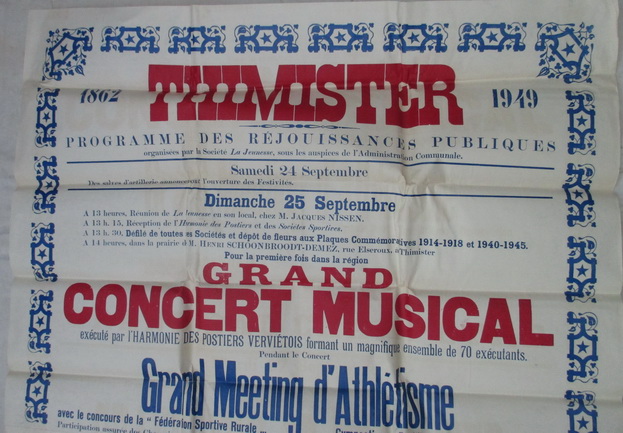 THIMISTER
1862 1949
PROGRAMME DES RÉJOUISSANCES PUBLIQUES
organisées par la Société La Jeunesse, sous les auspices de l'Administration Communale.
Samedi 24 Septembre
Des salves d'artillerie annonceront l'ouverture des Festivités.
Dimanche 25 Septembre
A 13 heures, Réunion de La Jeunesse en son local, chez M. JACQUES NISSEN.
A 13 h. 15, Réception de l'Harmonie des Postiers et des Sociétés Sportives.
A 13 h. 30, Défilé de toutes les Sociétés et dépôt de fleurs aux Plaques Commémoratives 1914-1918 et 1940-1945.
A 14 heures, dans la prairie d M. HENRI SCHOONBROODT-DEMEZ, rue Elseroux, à Thimister
Pour la première fois dans la région
GRAND
CONCERT MUSICAL
exécuté par l'HARMONIE DES POSTIERS VERVIÉTOIS formant un magnifique ensemble de 70 exécutants.
Pendant le Concert
Grand Meeting d'Athlétisme
avec le concours de la "Fédéraion Sportive Rurale
Participation assurée des